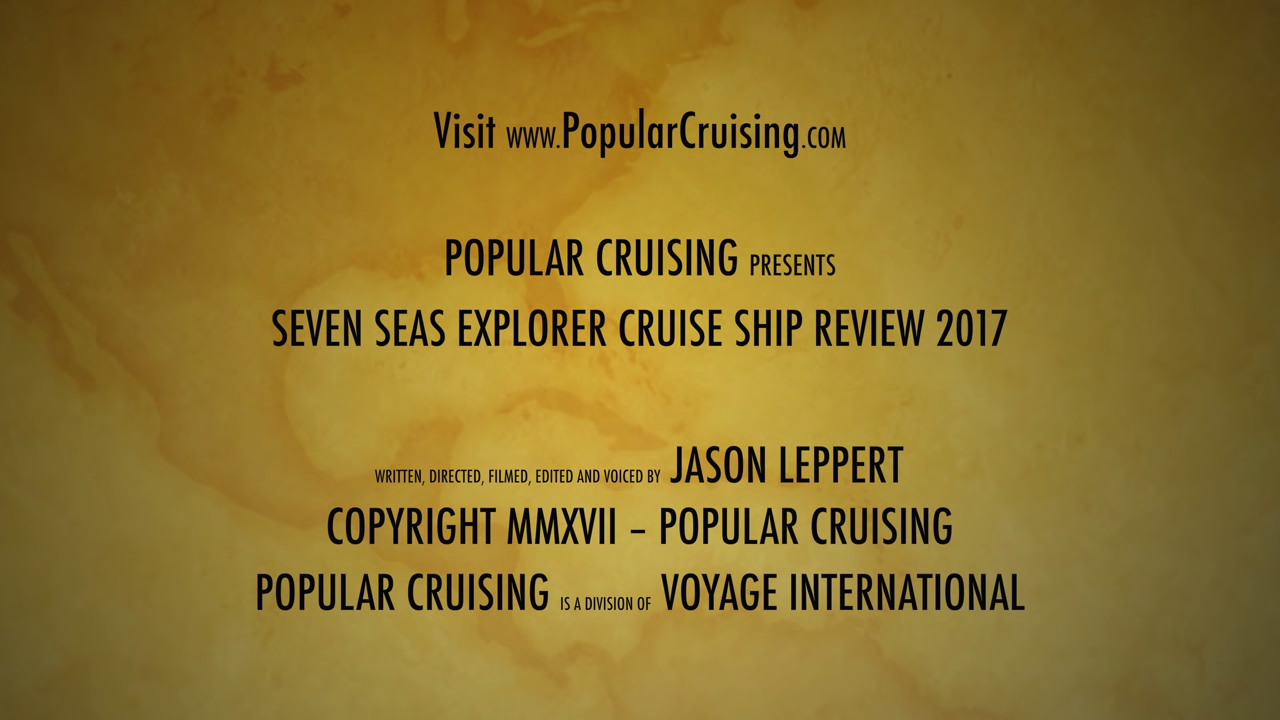 Visit www.PopularCruising.com
POPULAR CRUISING PRESENTS
SEVEN SEAS EXPLORER CRUISE SHIP REVIEW 2017
WRITTEN, DIRECTED, FILMED, EDITED AND VOICED BY JASON LEPPERT
COPYRIGHT MMXVII – POPULAR CRUISING
POPULAR CRUISING IS A DIVISION OF VOYAGE INTERNATIONAL